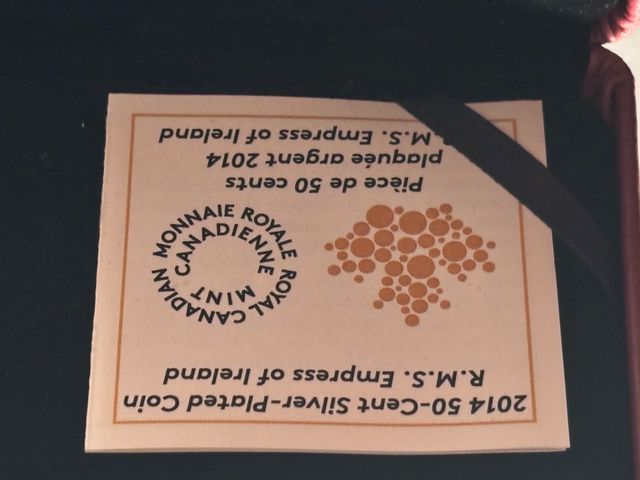 2014 50-Cent Silver-Plated Coin
R.M.S. Empress of Ireland
ROYAL CANADIAN MINT
MONNAIE ROYALE CANADIENNE
Pièce de 50 cents
plaquée argent 2014
R.M.S. Empress of Ireland